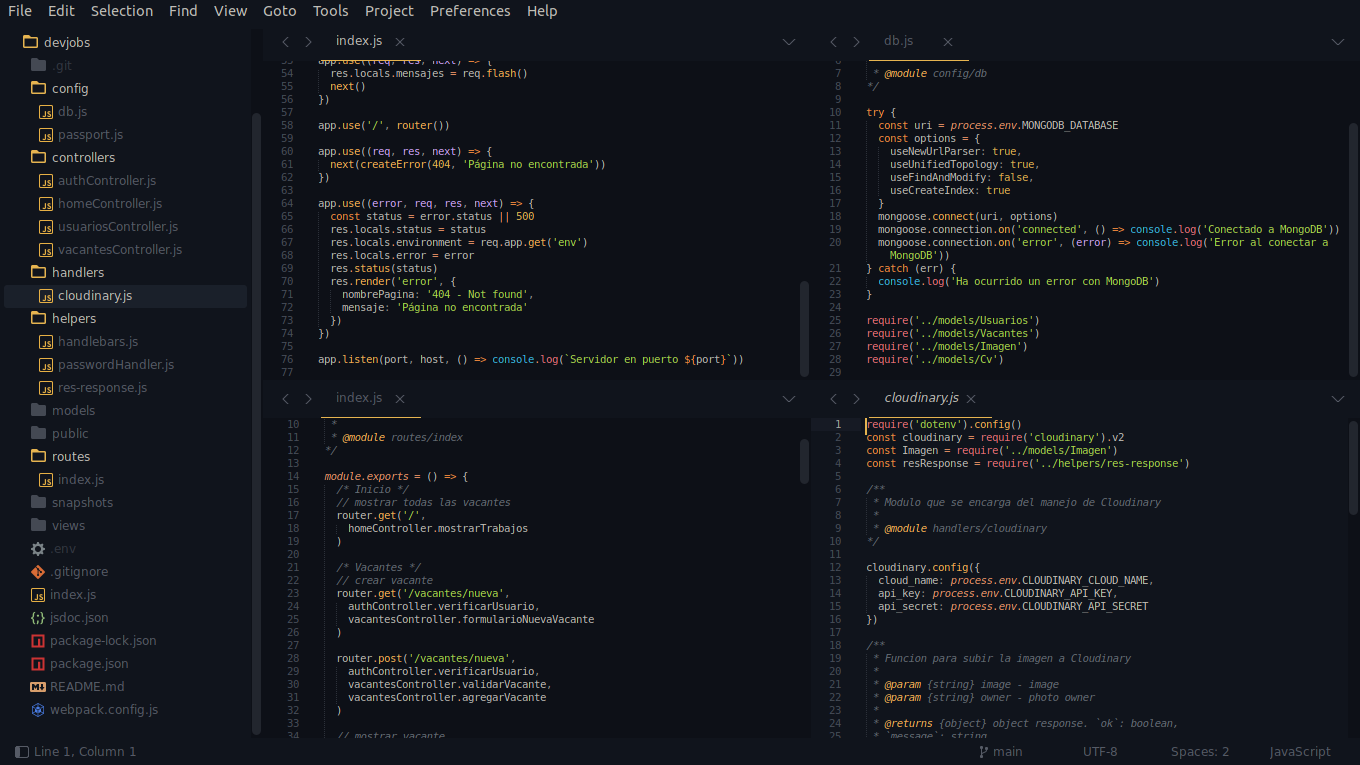 File Edit Selection Find View Goto Tools Project Preferences Help
devjobs
.git
config
db.js
passport.js
controllers
authController.js
homeController.js
usuariosController.js
vacantesController.js
handlers
cloudinary.js
helpers
handlebars.js
passwordHandler.js
res-response.js
models
public
routes
index.js
snapshots
views
.env
.gitignore
index.js
jsdoc.json
package-lock.json
package.json
README.md
webpack.config.js
index.js
53 app.use((req, res, next) => {
54 res.locals.mensajes = req.flash()
55 next()
56 })
57
58 app.use('/', router())
59
60 app.use((req, res, next) => {
61 next(createError(404, 'Página no encontrada'))
62 })
63
64 app.use((error, req, res, next) => {
65 const status = error.status || 500
66 res.locals.status = status
67 res.locals.environment = req.app.get('env')
68 res.locals.error = error
69 res.status(status)
70 res.render('error', {
71 nombrePagina: '404 - Not found',
72 mensaje: 'Página no encontrada'
73 })
74 })
75
76 app.listen(port, host, () => console.log(`Servidor en puerto ${port}`))
77
db.js
6 *
7 * @module config/db
8 */
9
10 try {
11 const uri = process.env.MONGODB_DATABASE
12 const options = {
13 useNewUrlParser: true,
14 useUnifiedTopology: true,
15 useFindAndModify: false,
16 useCreateIndex: true
17 }
18 mongoose.connect(uri, options)
19 mongoose.connection.on('connected', () => console.log('Conectado a MongoDB'))
20 mongoose.connection.on('error', (error) => console.log('Error al conectar a
MongoDB'))
21 } catch (err) {
22 console.log('Ha ocurrido un error con MongoDB')
23 }
24
25 require('../models/Usuarios')
26 require('../models/Vacantes')
27 require('../models/Imagen')
28 require('../models/Cv')
29
index.js
10 *
11 * @module routes/index
12 */
13
14 module.exports = () => {
15 /* Inicio */
16 // mostrar todas las vacantes
17 router.get('/',
18 homeController.mostrarTrabajos
19 )
20
21 /* Vacantes */
22 // crear vacante
23 router.get('/vacantes/nueva',
24 authController.verificarUsuario,
25 vacantesController.formularioNuevaVacante
26 )
27
28 router.post('/vacantes/nueva',
29 authController.verificarUsuario,
30 vacantesController.validarVacante,
31 vacantesController.agregarVacante
32 )
33
34 // mostrar vacante
cloudinary.js
1 require('dotenv').config()
2 const cloudinary = require('cloudinary').v2
3 const Imagen = require('../models/Imagen')
4 const resResponse = require('../helpers/res-response')
5
6 /**
7 * Modulo que se encarga del manejo de Cloudinary
8 *
9 * @module handlers/cloudinary
10 */
11
12 cloudinary.config({
13 cloud_name: process.env.CLOUDINARY_CLOUD_NAME,
14 api_key: process.env.CLOUDINARY_API_KEY,
15 api_secret: process.env.CLOUDINARY_API_SECRET
16 })
17
18 /**
19 * Funcion para subir la imagen a Cloudinary
20 *
21 * @param {string} image - image
22 * @param {string} owner - photo owner
23 *
24 * @returns {object} object response. `ok`: boolean,
25 * `message`: string
Line 1, Column 1
main UTF-8 Spaces: 2 JavaScript